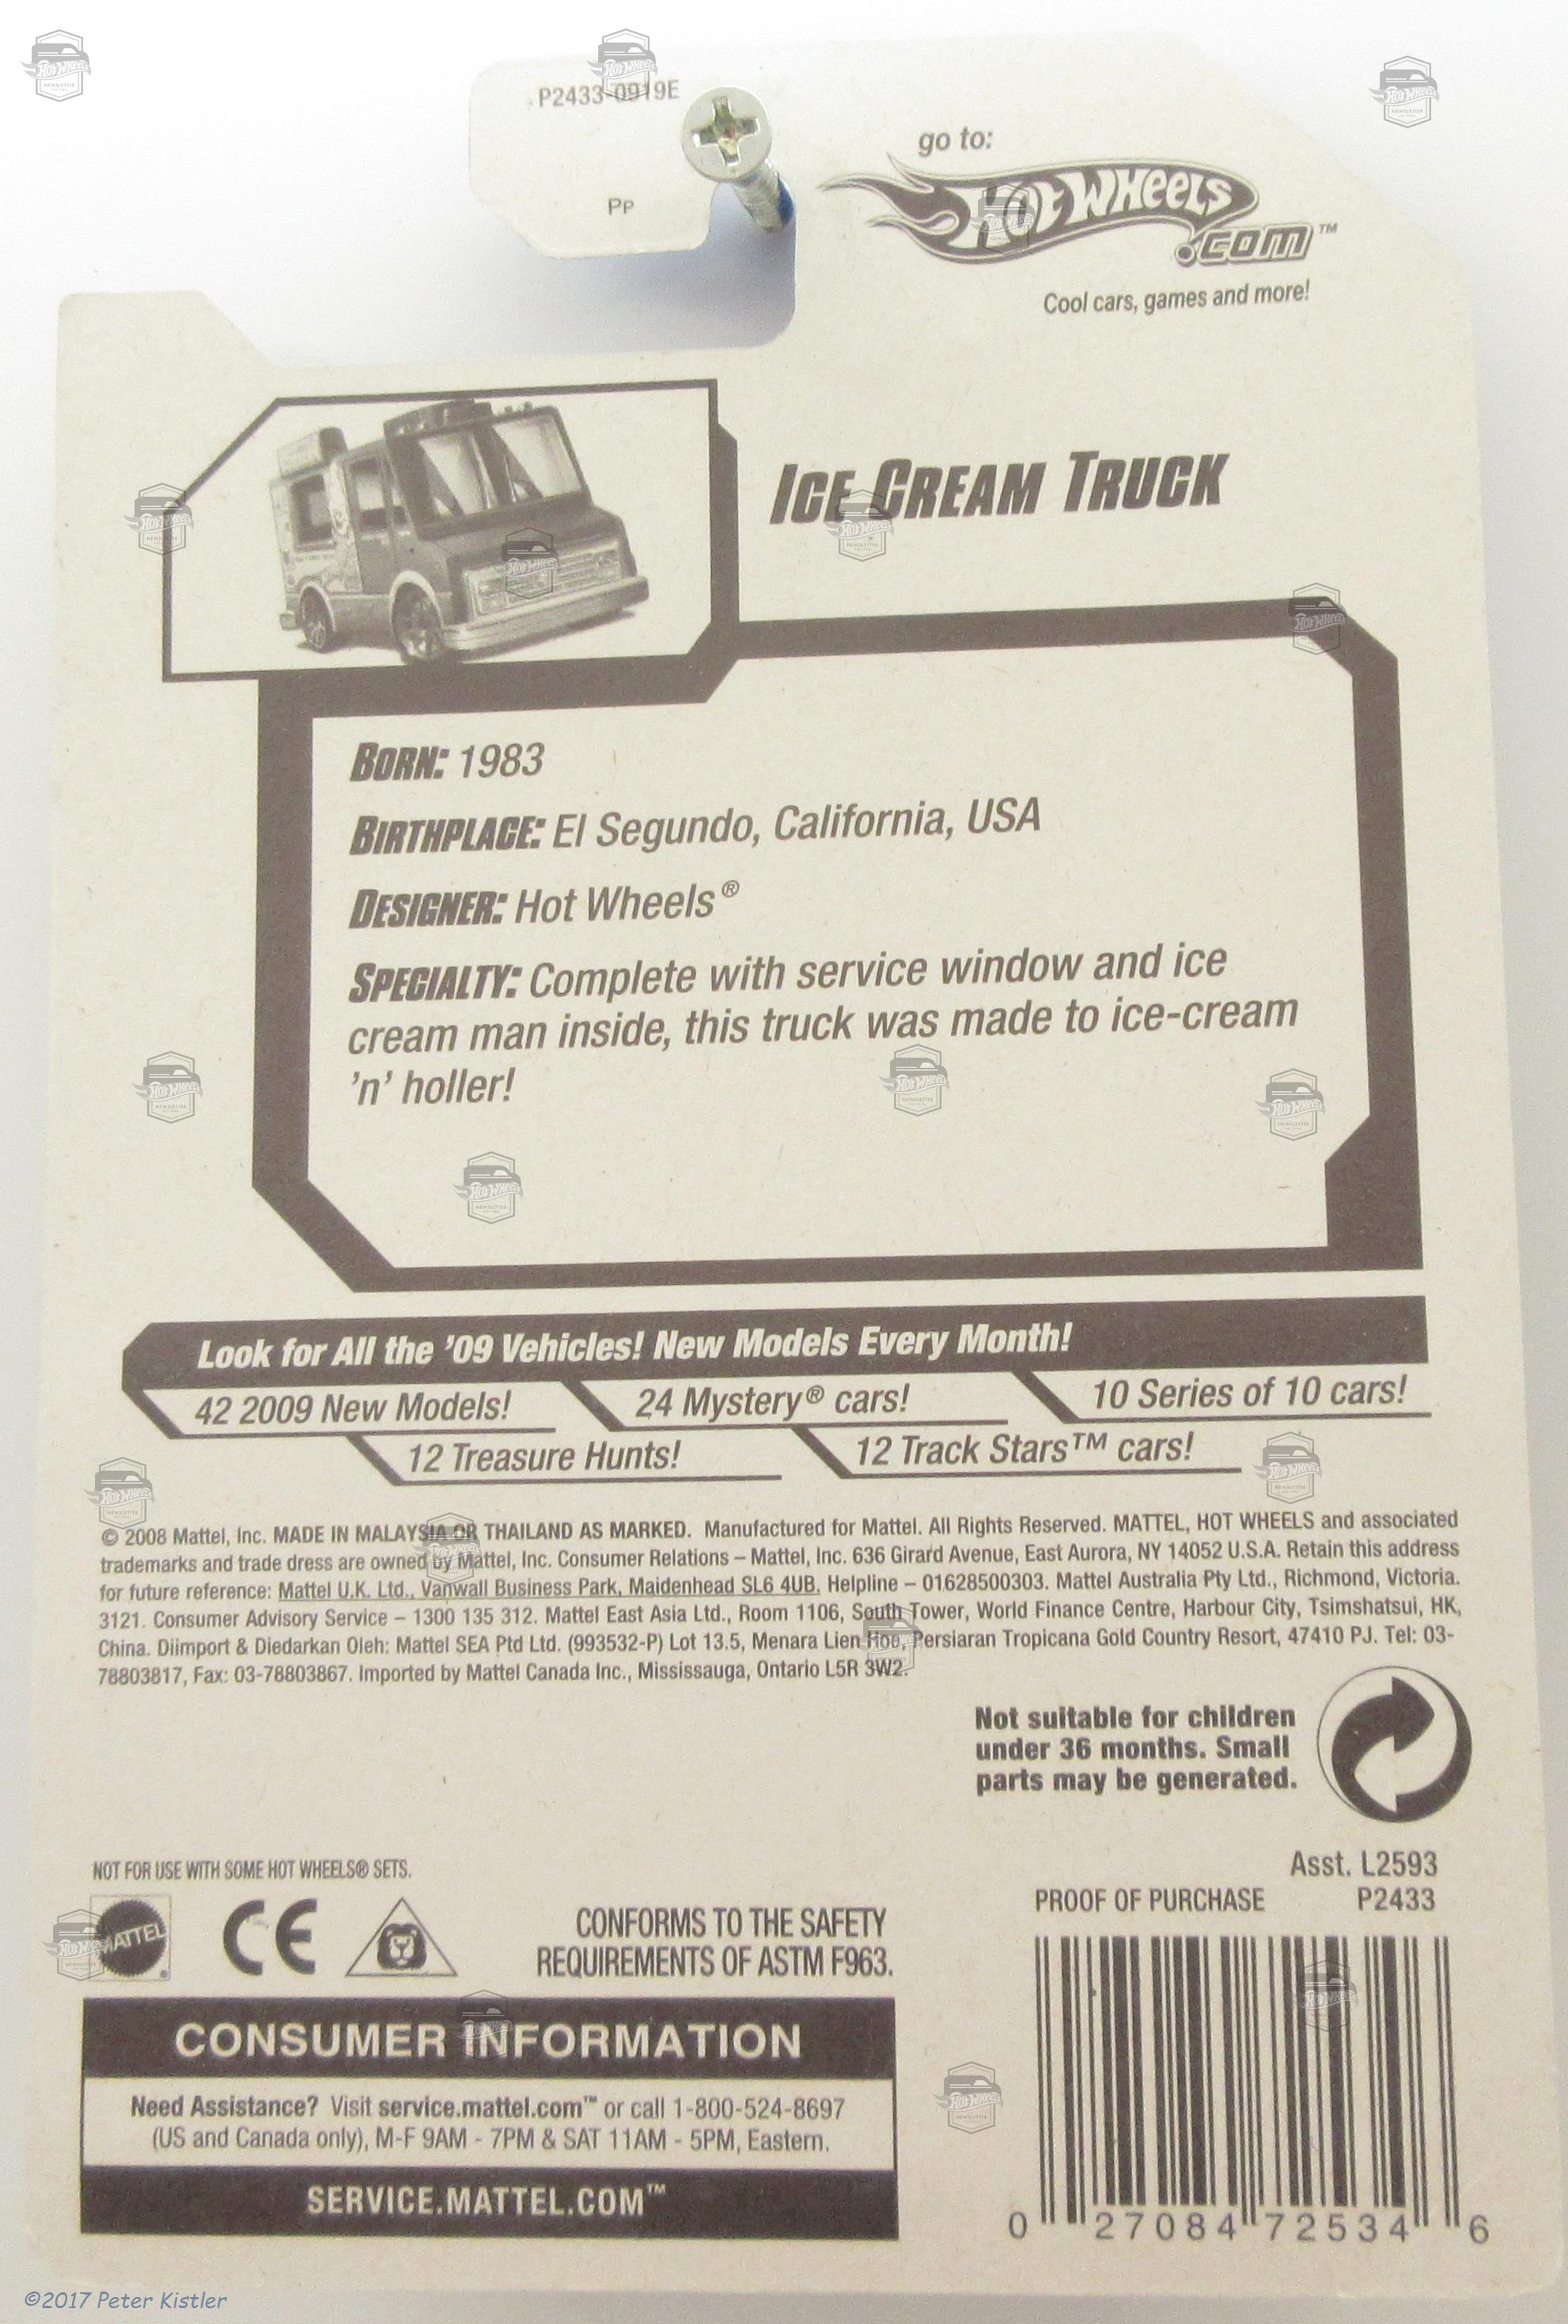 P2433-0919E
Pp
go to:
Hot Wheels
.com™
Cool cars, games and more!
Ice Cream Truck
Born: 1983
Birthplace: El Segundo, California, USA
Designer: Hot Wheels®
Specialty: Complete with service window and ice
cream man inside, this truck was made to ice-cream
’n’ holler!
Look for All the ’09 Vehicles! New Models Every Month!
42 2009 New Models!
24 Mystery® cars!
10 Series of 10 cars!
12 Treasure Hunts!
12 Track Stars™ cars!
© 2008 Mattel, Inc. MADE IN MALAYSIA OR THAILAND AS MARKED. Manufactured for Mattel. All Rights Reserved. MATTEL, HOT WHEELS and associated
trademarks and trade dress are owned by Mattel, Inc. Consumer Relations – Mattel, Inc. 636 Girard Avenue, East Aurora, NY 14052 U.S.A. Retain this address
for future reference: Mattel U.K. Ltd., Vanwall Business Park, Maidenhead SL6 4UB. Helpline – 01628500303. Mattel Australia Pty Ltd., Richmond, Victoria.
3121. Consumer Advisory Service – 1300 135 312. Mattel East Asia Ltd., Room 1106, South Tower, World Finance Centre, Harbour City, Tsimshatsui, HK,
China. Diimport & Diedarkan Oleh: Mattel SEA Ptd Ltd. (993532-P) Lot 13.5, Menara Lien Hoe, Persiaran Tropicana Gold Country Resort, 47410 PJ. Tel: 03-
78803817, Fax: 03-78803867. Imported by Mattel Canada Inc., Mississauga, Ontario L5R 3W2.
Not suitable for children
under 36 months. Small
parts may be generated.
NOT FOR USE WITH SOME HOT WHEELS® SETS.
MATTEL
CE
CONFORMS TO THE SAFETY
REQUIREMENTS OF ASTM F963.
Asst. L2593
PROOF OF PURCHASE P2433
CONSUMER INFORMATION
Need Assistance? Visit service.mattel.com™ or call 1-800-524-8697
(US and Canada only), M-F 9AM - 7PM & SAT 11AM - 5PM, Eastern.
SERVICE.MATTEL.COM™
0 27084 72534 6
©2017 Peter Kistler